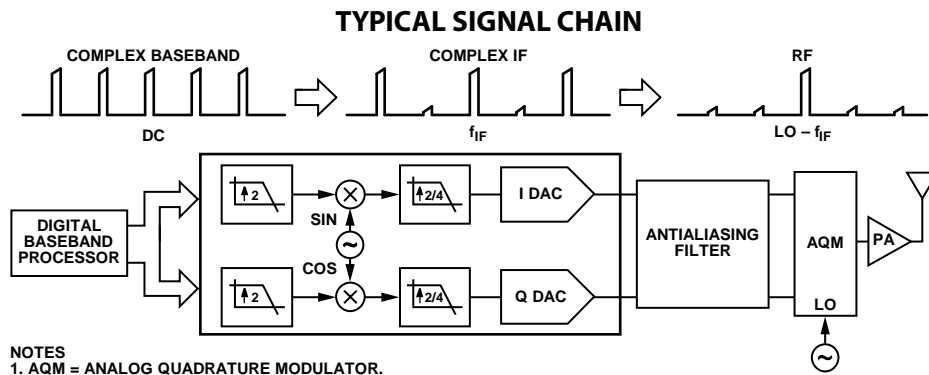 TYPICAL SIGNAL CHAIN
COMPLEX BASEBAND
COMPLEX IF
RF
DC
fIF
LO – fIF
2
2/4
I DAC
SIN
DIGITAL
BASEBAND
PROCESSOR
~
ANTIALIASING
FILTER
AQM
PA
COS
2
2/4
Q DAC
LO
~
NOTES
1. AQM = ANALOG QUADRATURE MODULATOR.